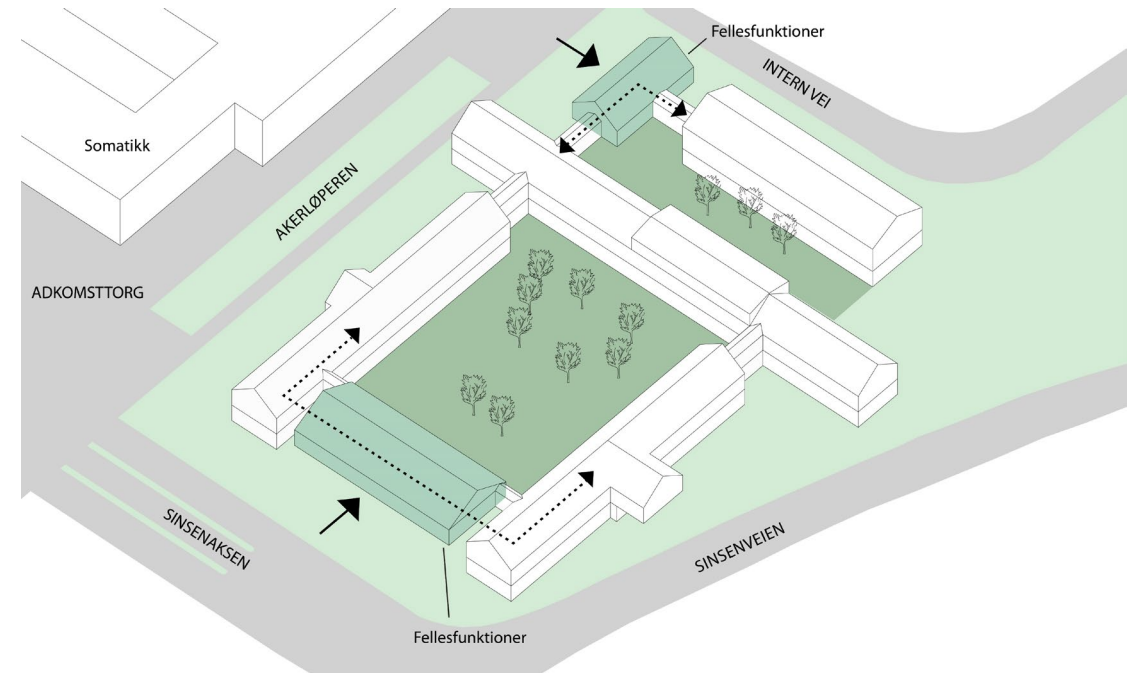 Fellesfunktioner
INTERN VEI
Somatikk
AKERLØPEREN
ADKOMSTTORG
SINSENAKSEN
SINSENVEIEN
Fellesfunktioner